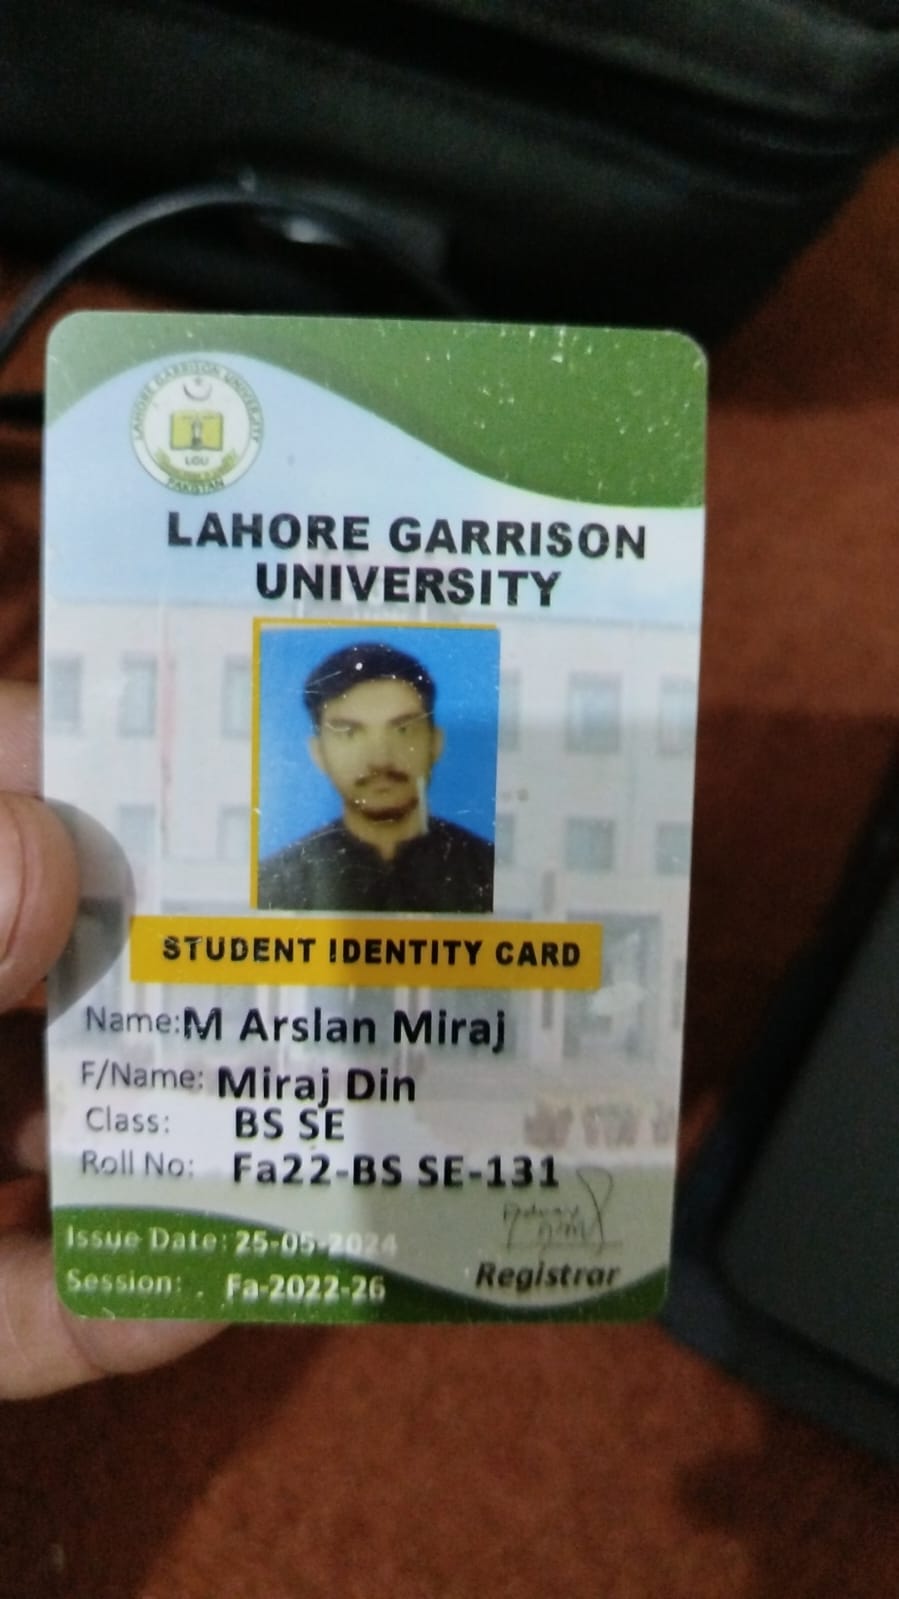 LAHORE GARRISON UNIVERSITY
LGU
PAKISTAN
LAHORE GARRISON
UNIVERSITY
STUDENT IDENTITY CARD
Name:M Arslan Miraj
F/Name: Miraj Din
Class: BS SE
Roll No: Fa22-BS SE-131
Issue Date: 25-05-2024
Session: Fa-2022-26
Registrar